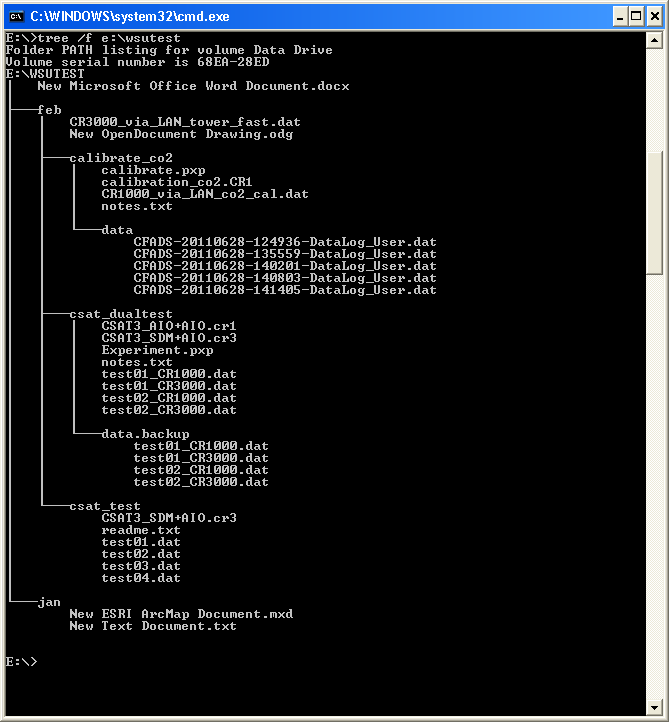 C:\WINDOWS\system32\cmd.exe
E:\>tree /f e:\wsutest
Folder PATH listing for volume Data Drive
Volume serial number is 68EA-28ED
E:\WSUTEST
New Microsoft Office Word Document.docx
feb
CR3000_via_LAN_tower_fast.dat
New OpenDocument Drawing.odg
calibrate_co2
calibrate.pxp
calibration_co2.CR1
CR1000_via_LAN_co2_cal.dat
notes.txt
data
CFADS-20110628-124936-DataLog_User.dat
CFADS-20110628-135559-DataLog_User.dat
CFADS-20110628-140201-DataLog_User.dat
CFADS-20110628-140803-DataLog_User.dat
CFADS-20110628-141405-DataLog_User.dat
csat_dualtest
CSAT3_AIO+AIO.cr1
CSAT3_SDM+AIO.cr3
Experiment.pxp
notes.txt
test01_CR1000.dat
test01_CR3000.dat
test02_CR1000.dat
test02_CR3000.dat
data.backup
test01_CR1000.dat
test01_CR3000.dat
test02_CR1000.dat
test02_CR3000.dat
csat_test
CSAT3_SDM+AIO.cr3
readme.txt
test01.dat
test02.dat
test03.dat
test04.dat
jan
New ESRI ArcMap Document.mxd
New Text Document.txt
E:\>